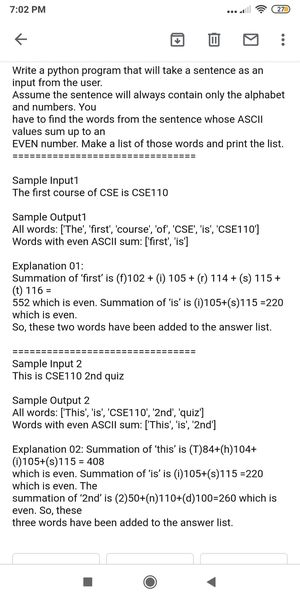 7:02 PM
27
Write a python program that will take a sentence as an
input from the user.
Assume the sentence will always contain only the alphabet
and numbers. You
have to find the words from the sentence whose ASCII
values sum up to an
EVEN number. Make a list of those words and print the list.
================================
Sample Input1
The first course of CSE is CSE110
Sample Output1
All words: ['The', 'first', 'course', 'of', 'CSE', 'is', 'CSE110']
Words with even ASCII sum: ['first', 'is']
Explanation 01:
Summation of ‘first’ is (f)102 + (i) 105 + (r) 114 + (s) 115 +
(t) 116 =
552 which is even. Summation of ‘is’ is (i)105+(s)115 =220
which is even.
So, these two words have been added to the answer list.
================================
Sample Input 2
This is CSE110 2nd quiz
Sample Output 2
All words: ['This', 'is', 'CSE110', '2nd', 'quiz']
Words with even ASCII sum: ['This', 'is', '2nd']
Explanation 02: Summation of ‘this’ is (T)84+(h)104+
(i)105+(s)115 = 408
which is even. Summation of ‘is’ is (i)105+(s)115 =220
which is even. The
summation of ‘2nd’ is (2)50+(n)110+(d)100=260 which is
even. So, these
three words have been added to the answer list.